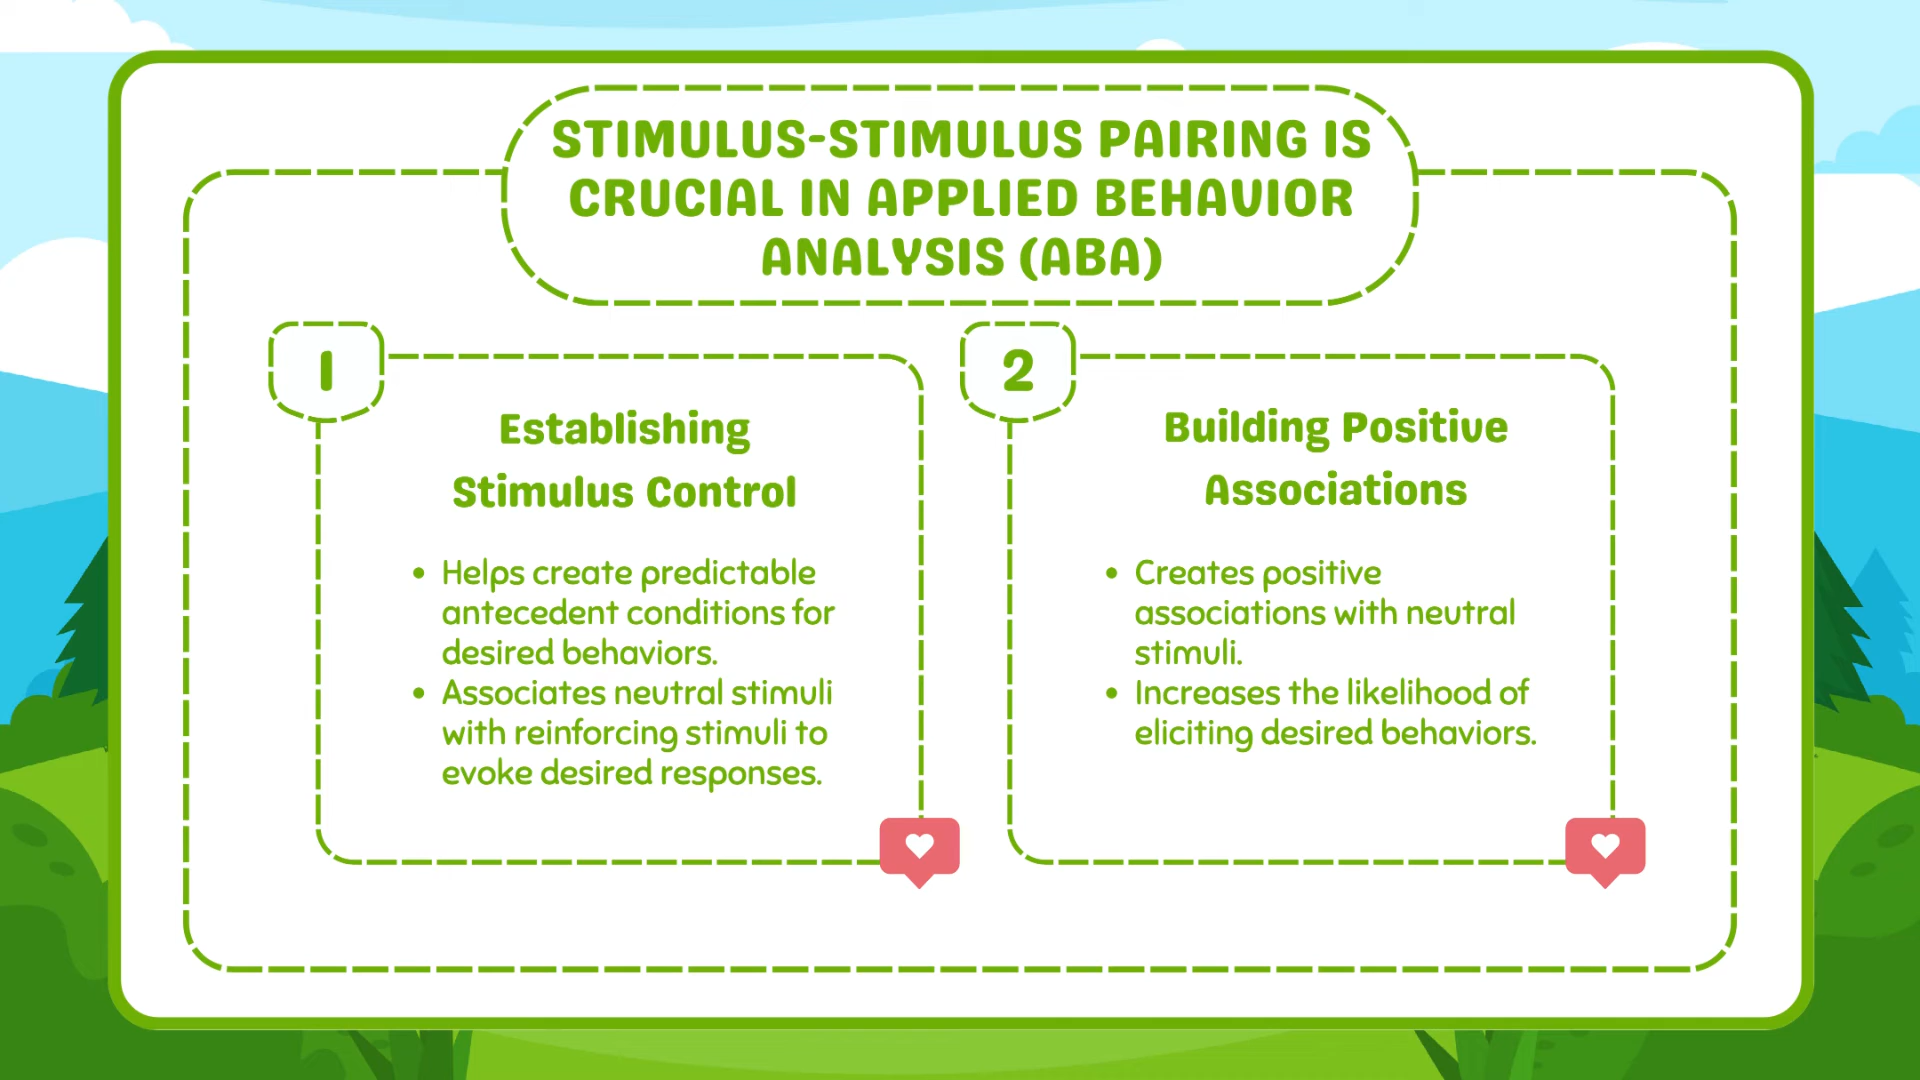 STIMULUS-STIMULUS PAIRING IS
CRUCIAL IN APPLIED BEHAVIOR
ANALYSIS (ABA)
1
Establishing
Stimulus Control
• Helps create predictable
antecedent conditions for
desired behaviors.
• Associates neutral stimuli
with reinforcing stimuli to
evoke desired responses.
2
Building Positive
Associations
• Creates positive
associations with neutral
stimuli.
• Increases the likelihood of
eliciting desired behaviors.